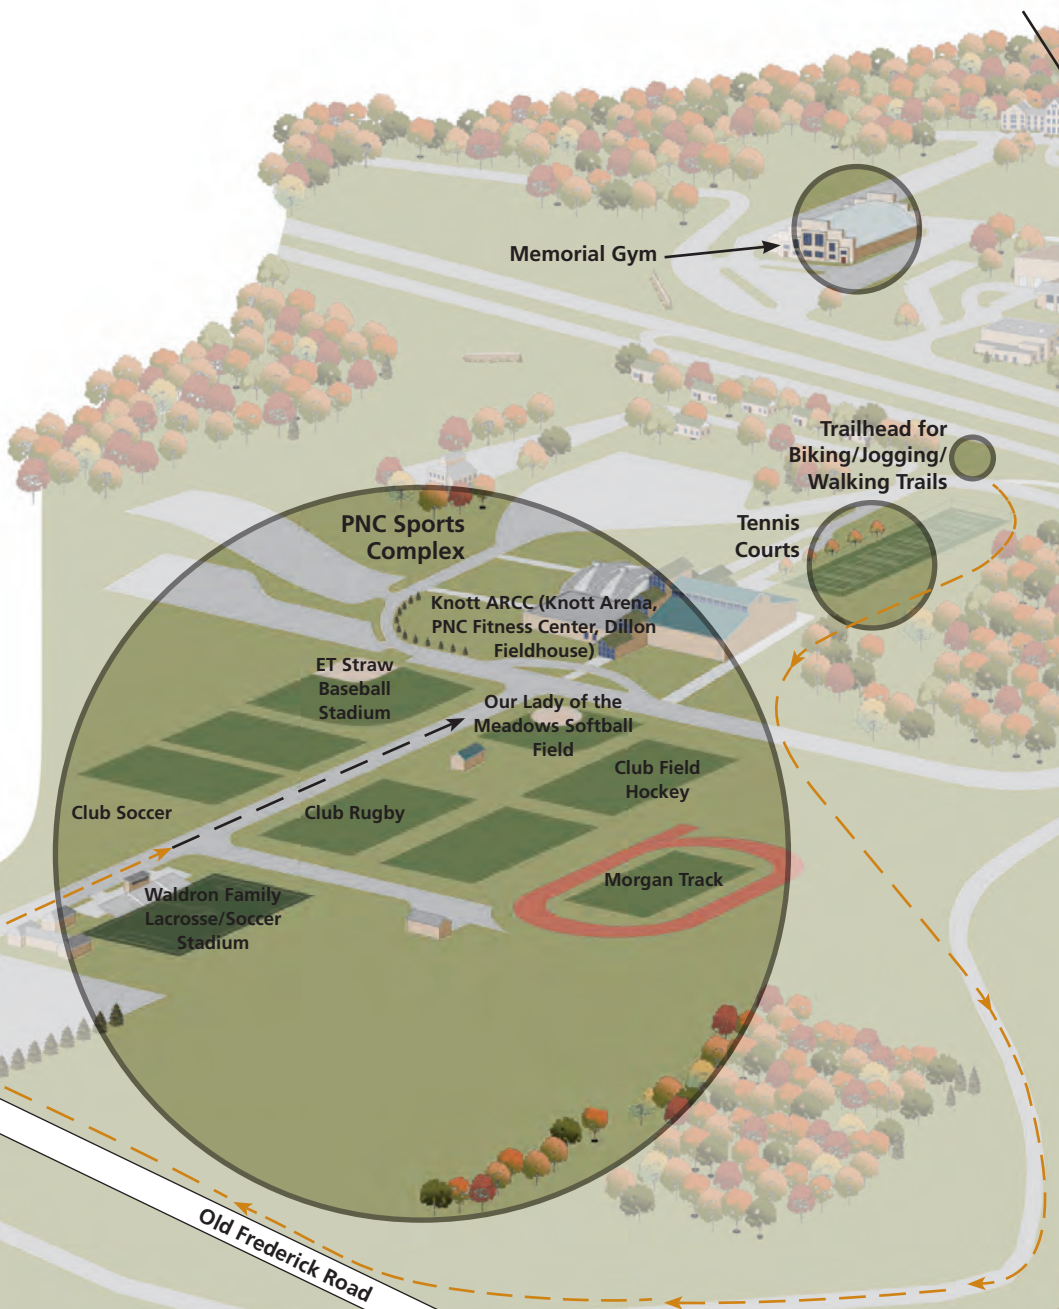 Memorial Gym
Trailhead for
Biking/Jogging/
Walking Trails
PNC Sports
Complex
Tennis
Courts
Knott ARCC (Knott Arena,
PNC Fitness Center, Dillon
Fieldhouse)
ET Straw
Baseball
Stadium
Our Lady of the
Meadows Softball
Field
Club Field
Hockey
Club Soccer
Club Rugby
Morgan Track
Waldron Family
Lacrosse/Soccer
Stadium
Old Frederick Road